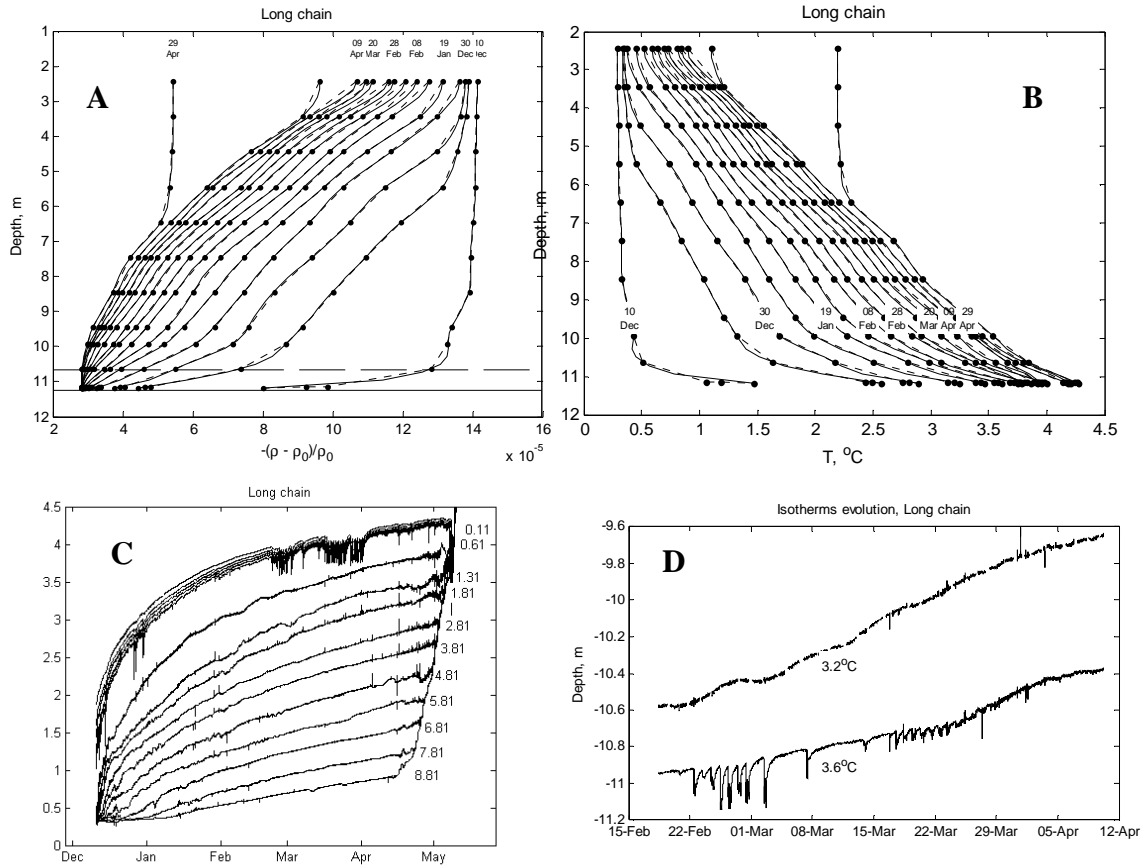 Long chain
A
29 09 20 28 08 19 30 10
Apr Apr Mar Feb Feb Jan Dec Dec
Depth, m
1
2
3
4
5
6
7
8
9
10
11
12
2 4 6 8 10 12 14 16
-(ρ - ρ0)/ρ0
x 10-5
Long chain
B
Depth, m
2
3
4
5
6
7
8
9
10
11
12
10 30 19 08 28 20 09 29
Dec Dec Jan Feb Feb Mar Apr Apr
0 0.5 1 1.5 2 2.5 3 3.5 4 4.5
T, oC
Long chain
C
4.5
4
3.5
3
2.5
2
1.5
1
0.5
0
0.11
0.61
1.31
1.81
2.81
3.81
4.81
5.81
6.81
7.81
8.81
Dec Jan Feb Mar Apr May
Isotherms evolution, Long chain
D
Depth, m
-9.6
-9.8
-10
-10.2
-10.4
-10.6
-10.8
-11
-11.2
3.2oC
3.6oC
15-Feb 22-Feb 01-Mar 08-Mar 15-Mar 22-Mar 29-Mar 05-Apr 12-Apr